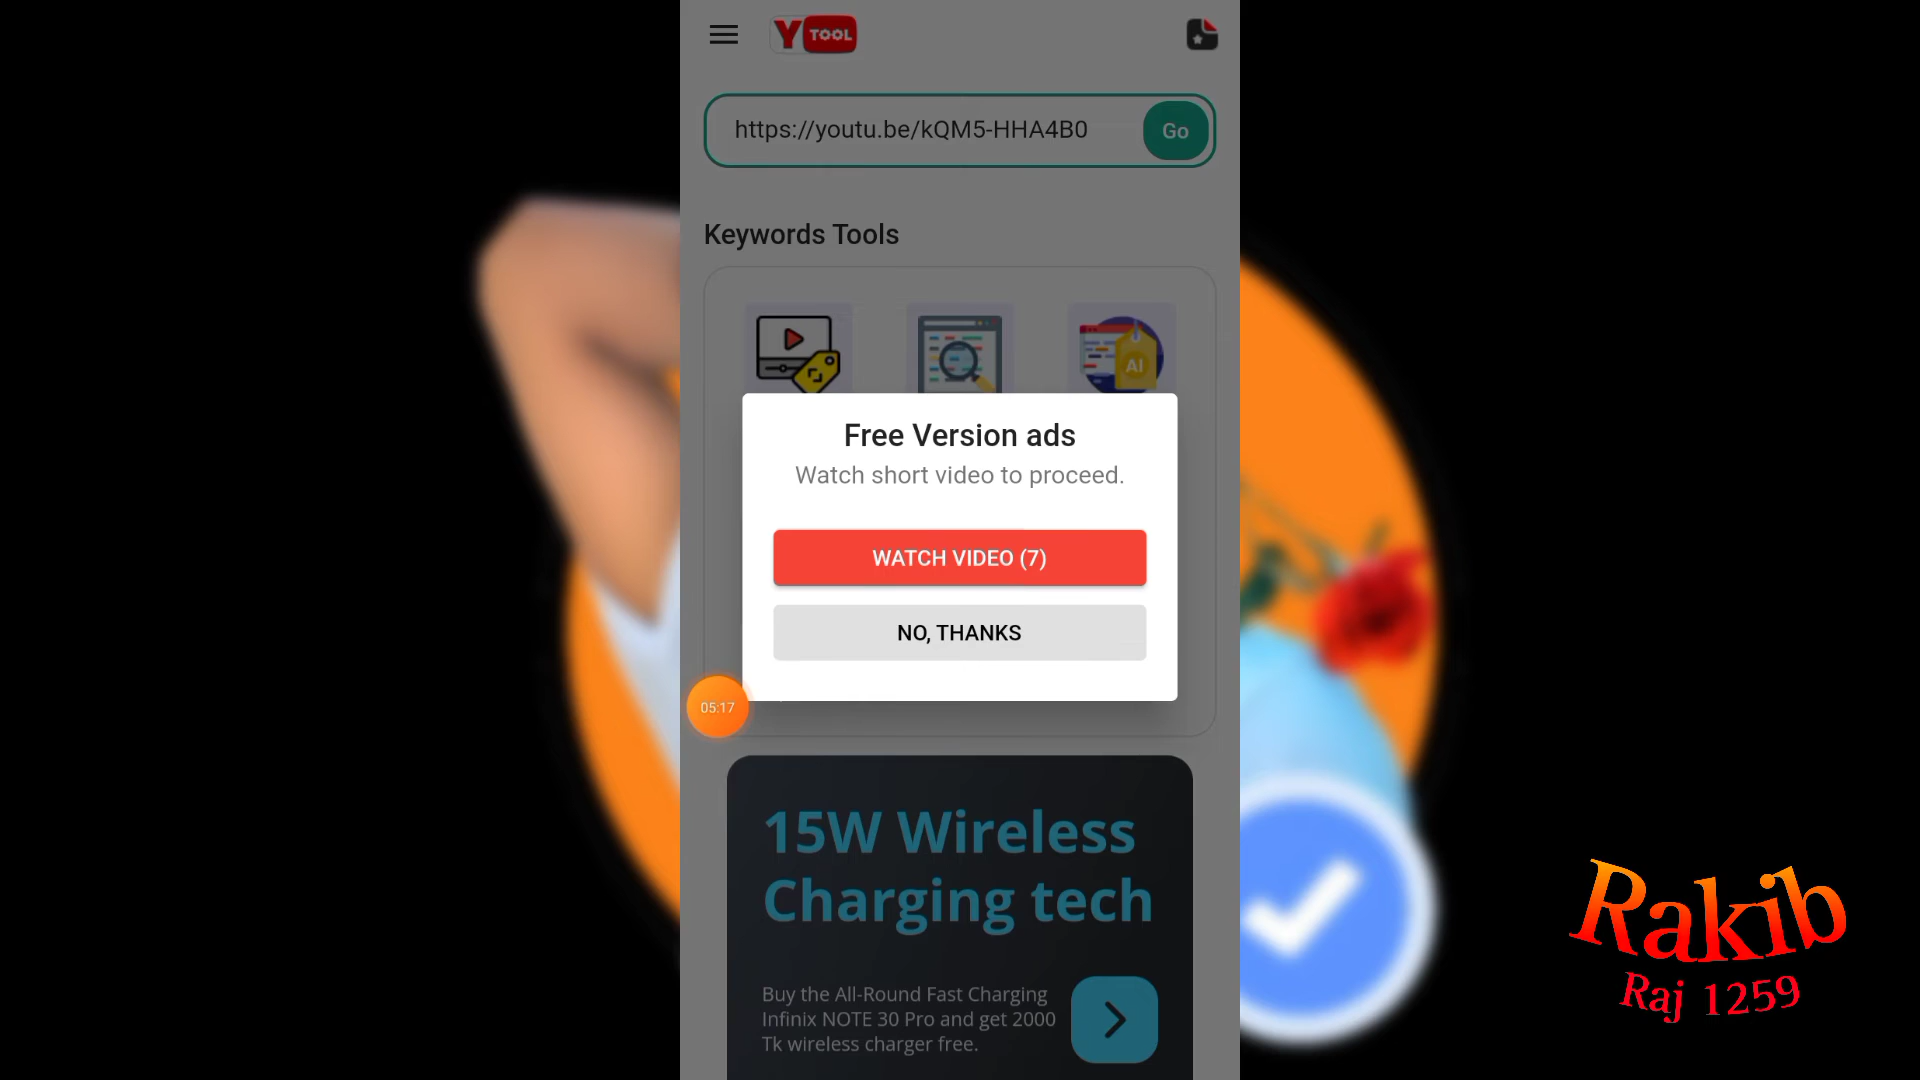 Y TOOL
https://youtu.be/kQM5-HHA4B0
Go
Keywords Tools
AI
Free Version ads
Watch short video to proceed.
WATCH VIDEO (7)
NO, THANKS
05:17
15W Wireless
Charging tech
Buy the All-Round Fast Charging
Infinix NOTE 30 Pro and get 2000
Tk wireless charger free.
Rakib
Raj 1259